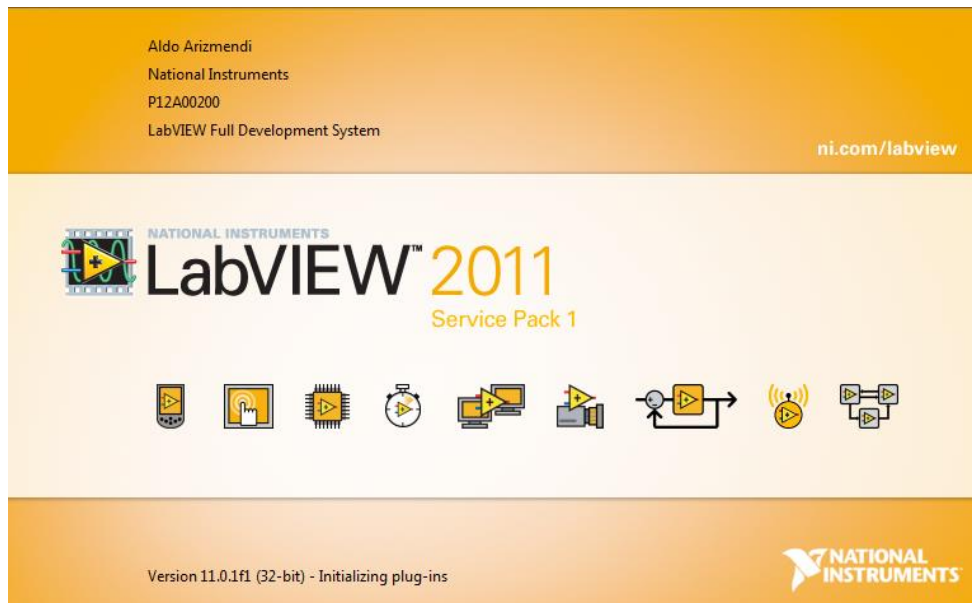 Aldo Arizmendi
National Instruments
P12A00200
LabVIEW Full Development System
ni.com/labview
NATIONAL INSTRUMENTS
LabVIEW™ 2011
Service Pack 1
Version 11.0.1f1 (32-bit) - Initializing plug-ins
NATIONAL
INSTRUMENTS